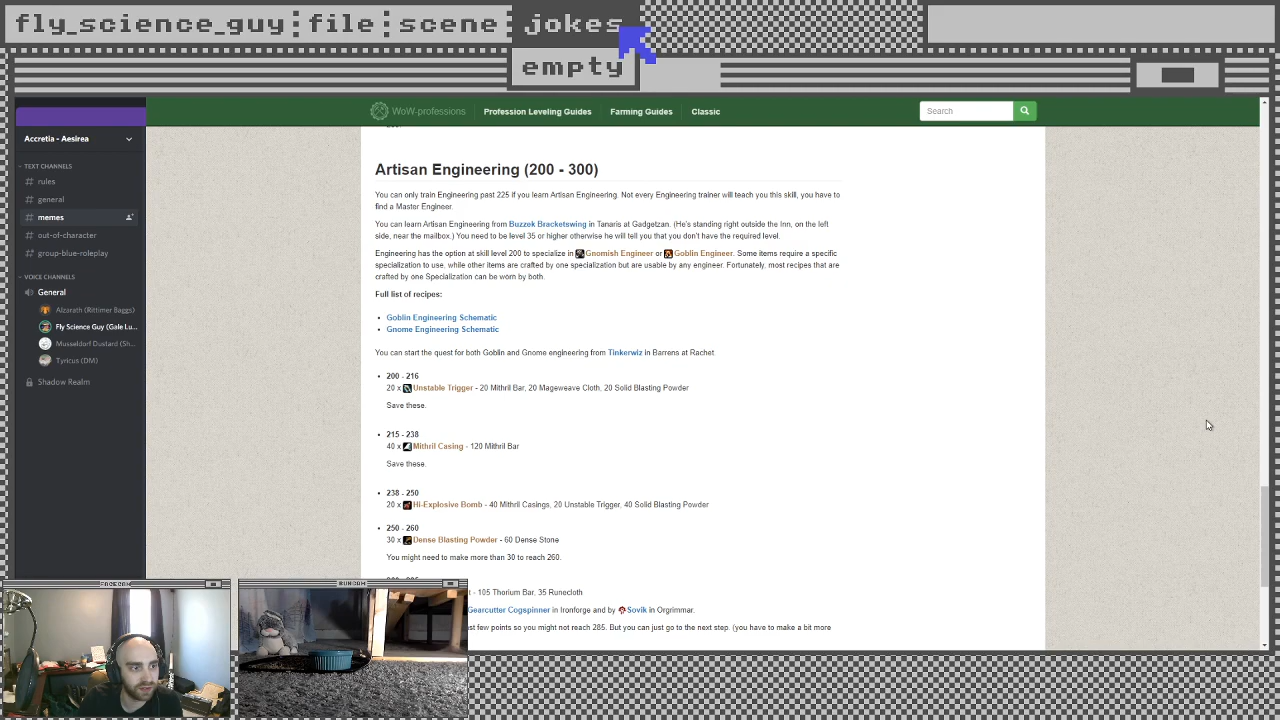 fly_science_guy file scene jokes
empty
WoW-professions Profession Leveling Guides Farming Guides Classic Search
Accretia - Aesirea
TEXT CHANNELS
# rules
# general
# memes
# out-of-character
# group-blue-roleplay
VOICE CHANNELS
General
Alzarath (Rittimer Baggs)
Fly Science Guy (Gale Lu...
Musseldorf Dustard (Sh...
Tyricus (DM)
Shadow Realm
Artisan Engineering (200 - 300)
You can only train Engineering past 225 if you learn Artisan Engineering. Not every Engineering trainer will teach you this skill, you have to
find a Master Engineer.
You can learn Artisan Engineering from Buzzek Bracketswing in Tanaris at Gadgetzan. (He's standing right outside the Inn, on the left
side, near the mailbox.) You need to be level 35 or higher otherwise he will tell you that you don't have the required level.
Engineering has the option at skill level 200 to specialize in Gnomish Engineer or Goblin Engineer. Some items require a specific
specialization to use, while other items are crafted by one specialization but are usable by any engineer. Fortunately, most recipes that are
crafted by one Specialization can be worn by both.
Full list of recipes:
• Goblin Engineering Schematic
• Gnome Engineering Schematic
You can start the quest for both Goblin and Gnome engineering from Tinkerwiz in Barrens at Rachet.
• 200 - 216
20 x Unstable Trigger - 20 Mithril Bar, 20 Mageweave Cloth, 20 Solid Blasting Powder
Save these.
• 215 - 238
40 x Mithril Casing - 120 Mithril Bar
Save these.
• 238 - 250
20 x Hi-Explosive Bomb - 40 Mithril Casings, 20 Unstable Trigger, 40 Solid Blasting Powder
• 250 - 260
30 x Dense Blasting Powder - 60 Dense Stone
You might need to make more than 30 to reach 260.
t - 105 Thorium Bar, 35 Runecloth
Gearcutter Cogspinner in Ironforge and by Sovik in Orgrimmar.
st few points so you might not reach 285. But you can just go to the next step. (you have to make a bit more
FACECAM
BUNCAM